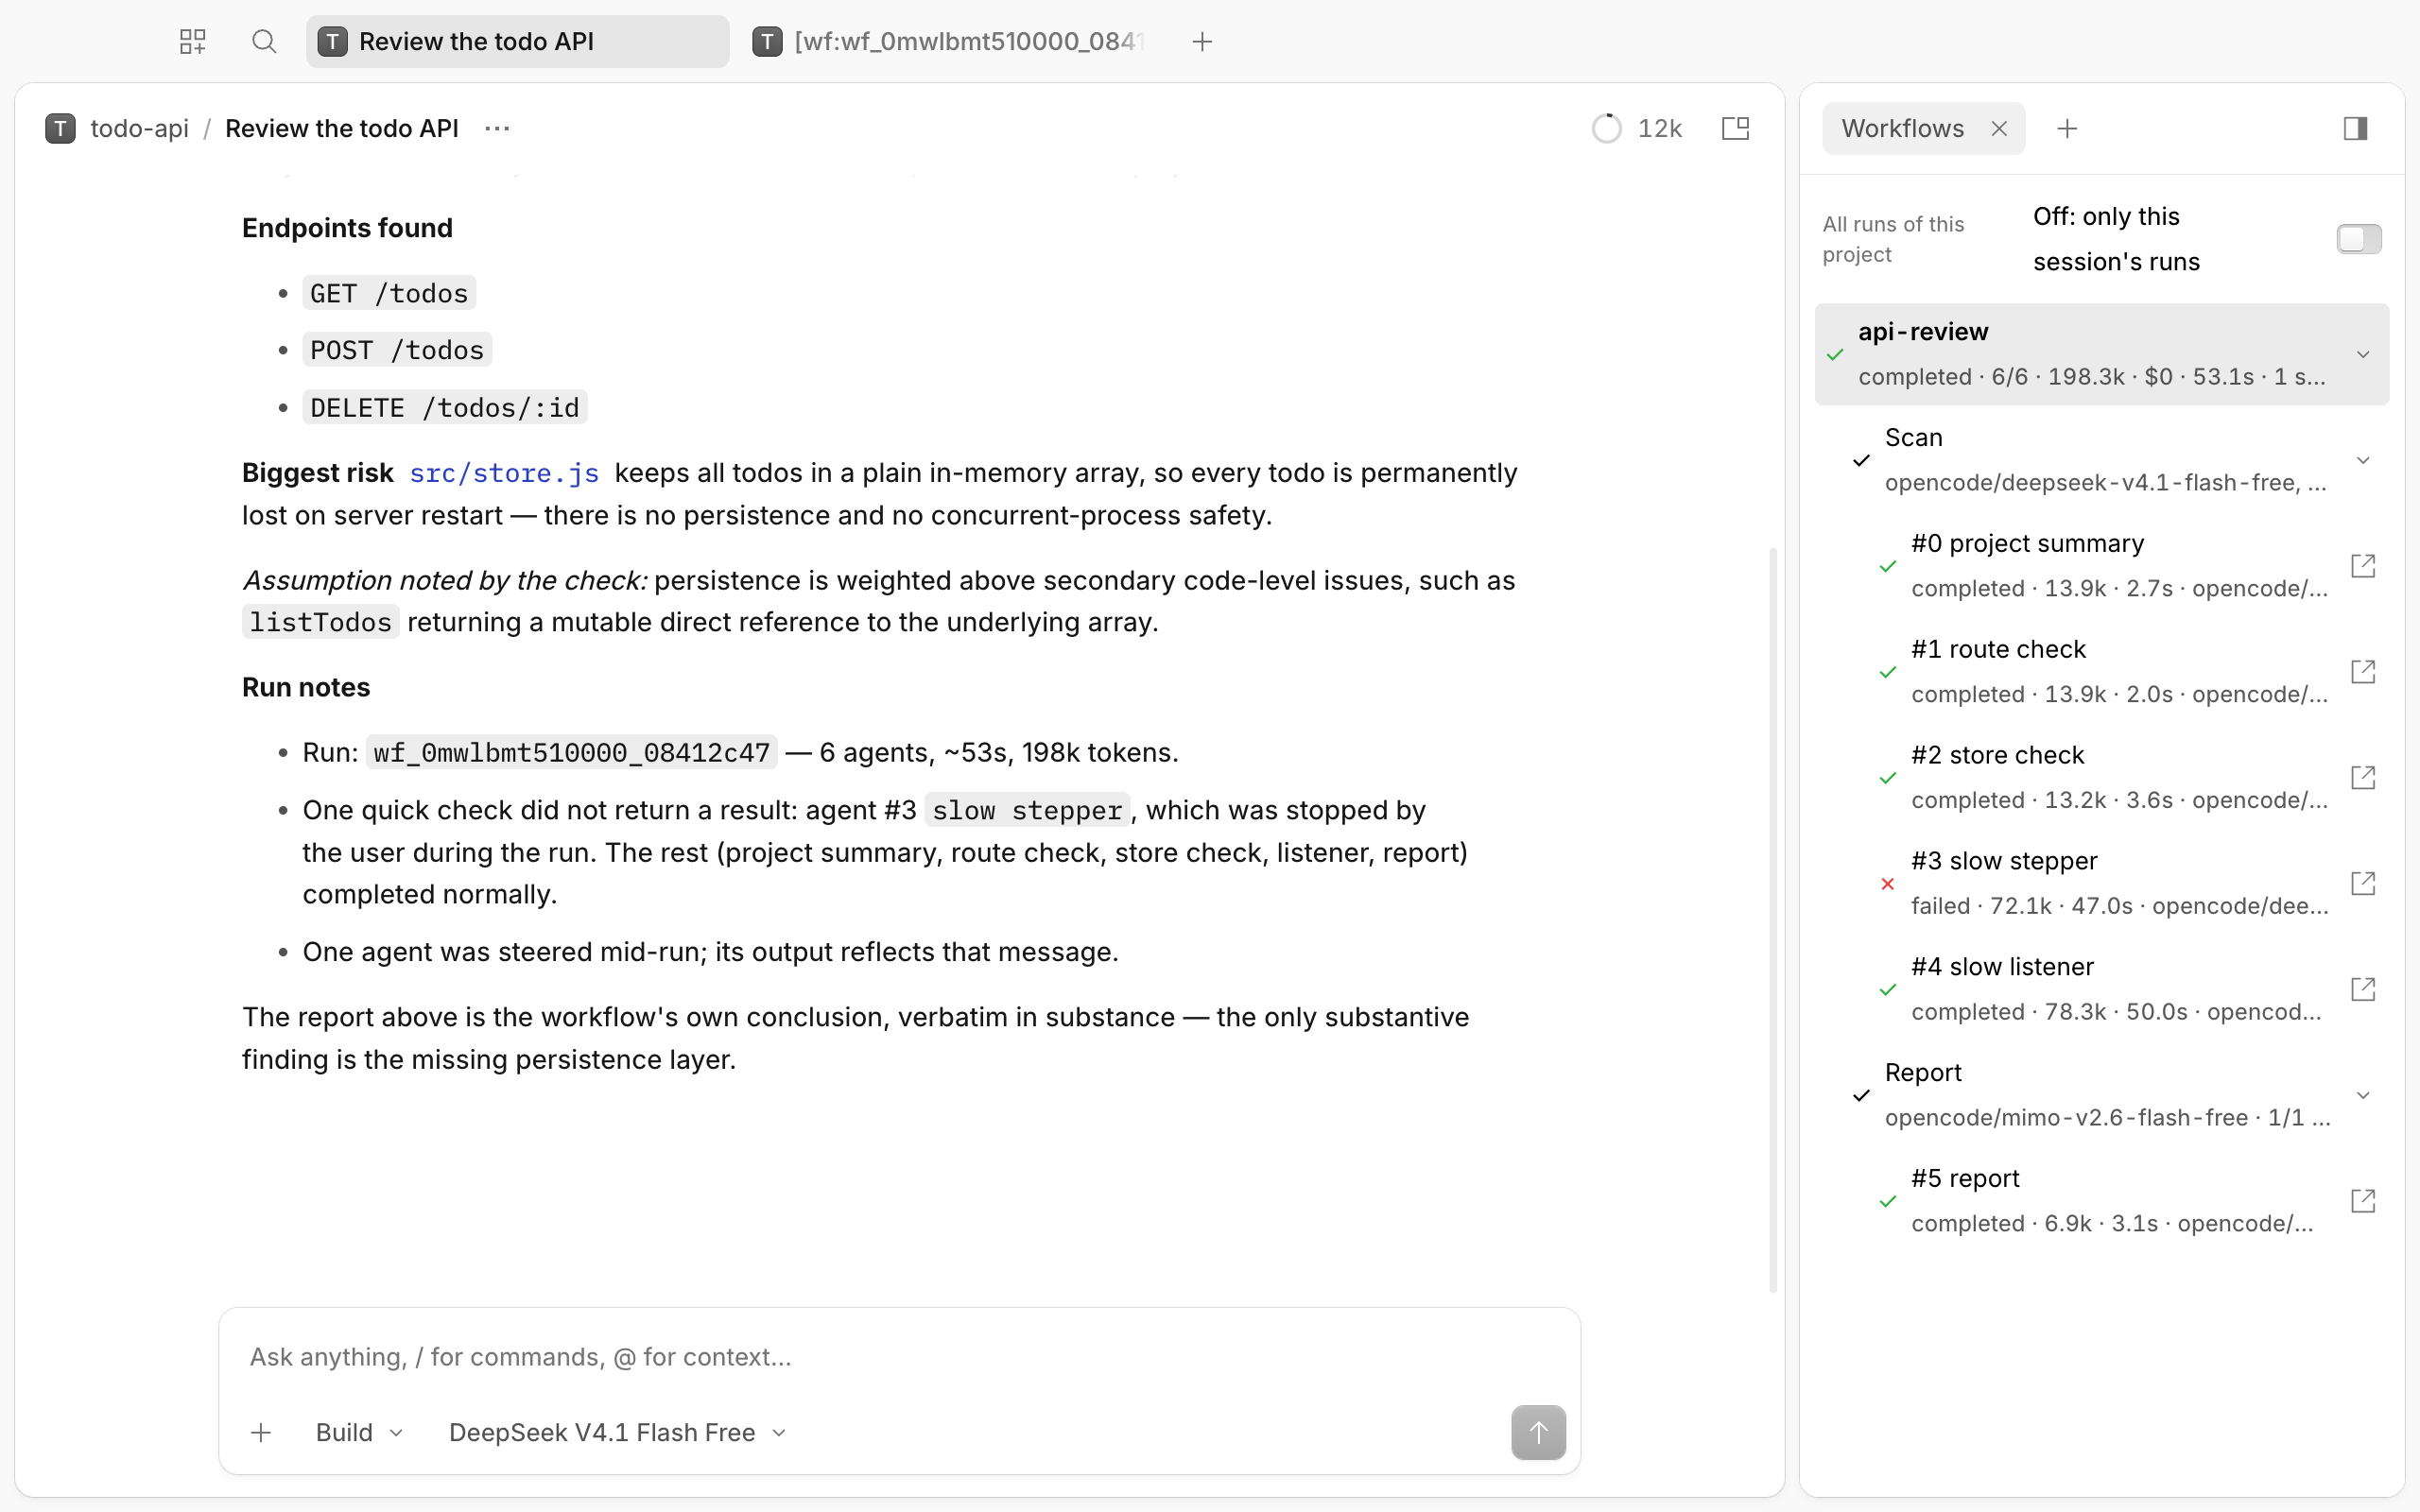 T Review the todo API
T [wf:wf_0mwlbmt510000_0841
T todo-api / Review the todo API ···
12k
Endpoints found
• GET /todos
• POST /todos
• DELETE /todos/:id
Biggest risk src/store.js keeps all todos in a plain in-memory array, so every todo is permanently
lost on server restart — there is no persistence and no concurrent-process safety.
Assumption noted by the check: persistence is weighted above secondary code-level issues, such as
listTodos returning a mutable direct reference to the underlying array.
Run notes
• Run: wf_0mwlbmt510000_08412c47 — 6 agents, ~53s, 198k tokens.
• One quick check did not return a result: agent #3 slow stepper, which was stopped by
the user during the run. The rest (project summary, route check, store check, listener, report)
completed normally.
• One agent was steered mid-run; its output reflects that message.
The report above is the workflow's own conclusion, verbatim in substance — the only substantive
finding is the missing persistence layer.
Ask anything, / for commands, @ for context...
Build
DeepSeek V4.1 Flash Free
Workflows
All runs of this
project
Off: only this
session's runs
api-review
completed · 6/6 · 198.3k · $0 · 53.1s · 1 s...
Scan
opencode/deepseek-v4.1-flash-free, ...
#0 project summary
completed · 13.9k · 2.7s · opencode/...
#1 route check
completed · 13.9k · 2.0s · opencode/...
#2 store check
completed · 13.2k · 3.6s · opencode/...
#3 slow stepper
failed · 72.1k · 47.0s · opencode/dee...
#4 slow listener
completed · 78.3k · 50.0s · opencod...
Report
opencode/mimo-v2.6-flash-free · 1/1 ...
#5 report
completed · 6.9k · 3.1s · opencode/...